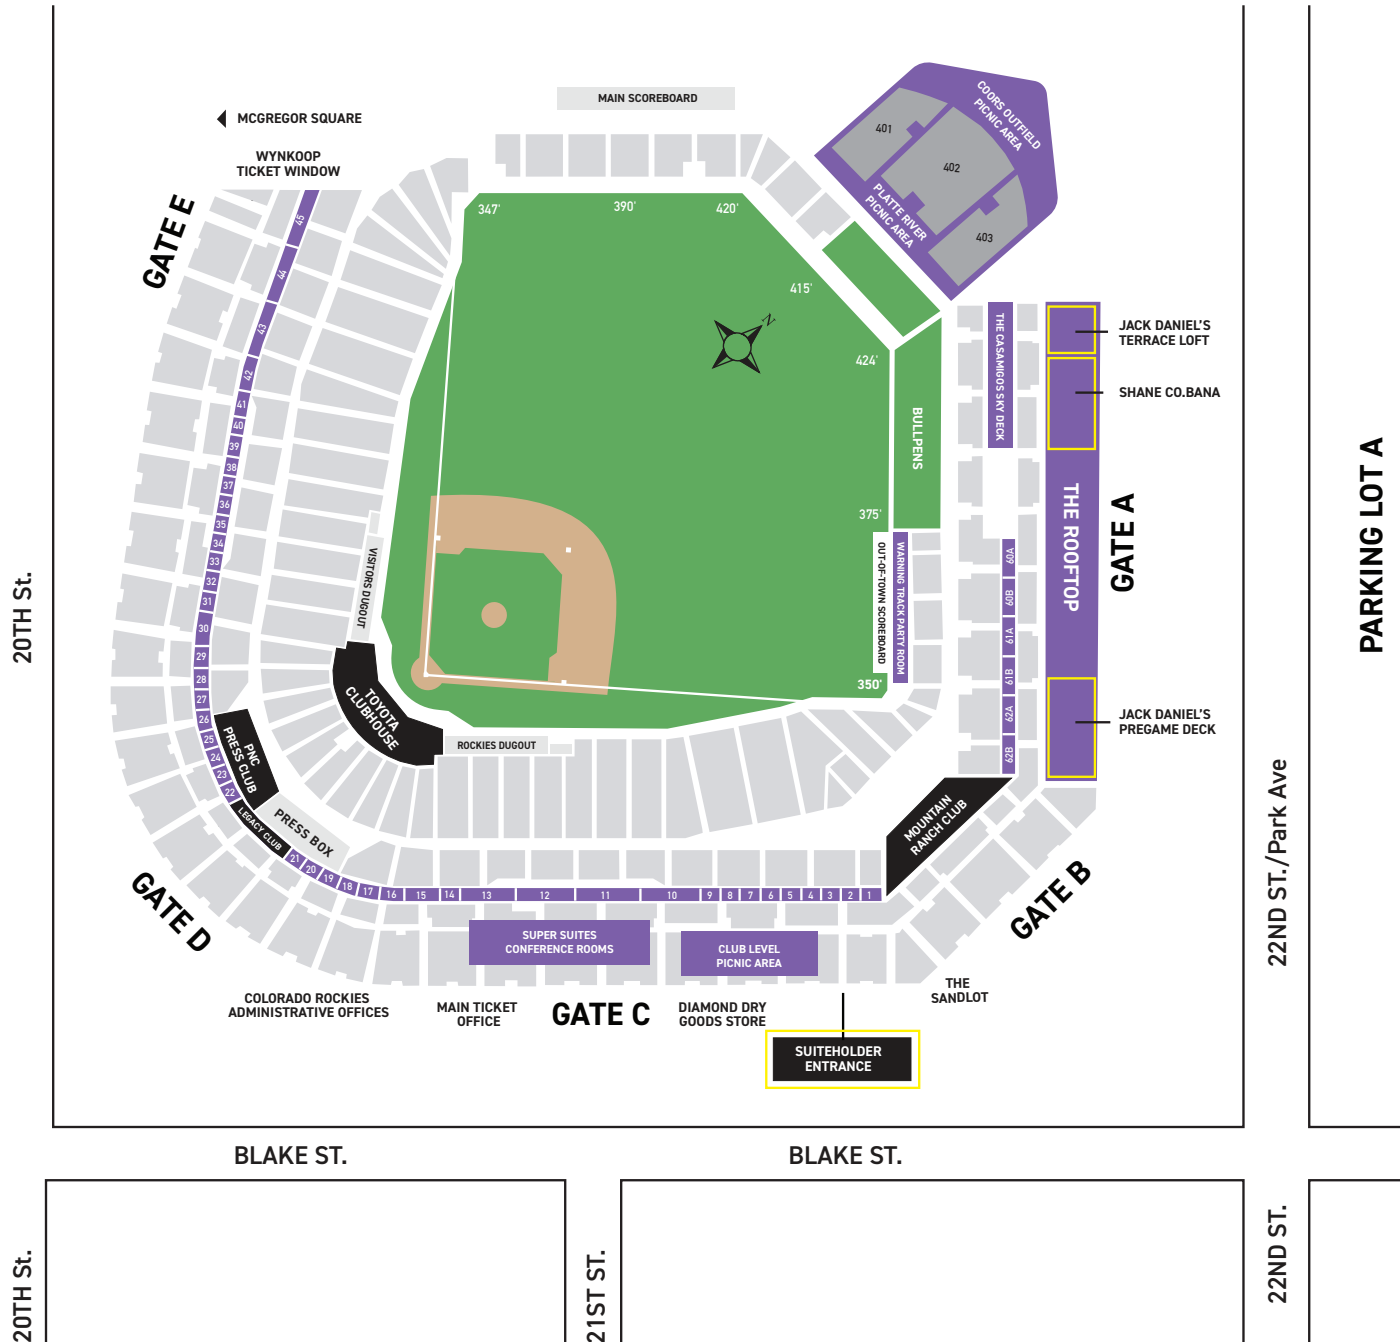 MAIN SCOREBOARD
MCGREGOR SQUARE
WYNKOOP
TICKET WINDOW
GATE E
COORS OUTFIELD
PICNIC AREA
401
402
403
PLATTE RIVER
PICNIC AREA
347'
390'
420'
415'
424'
375'
350'
N
BULLPENS
THE CASAMIGOS SKY DECK
JACK DANIEL'S
TERRACE LOFT
SHANE CO.BANA
THE ROOFTOP
GATE A
JACK DANIEL'S
PREGAME DECK
PARKING LOT A
OUT-OF-TOWN SCOREBOARD
WARNING TRACK PARTY ROOM
60A
60B
61A
61B
62A
62B
VISITORS DUGOUT
TOYOTA
CLUBHOUSE
ROCKIES DUGOUT
45
44
43
42
41
40
39
38
37
36
35
34
33
32
31
30
29
28
27
26
25
24
23
22
PNC
PRESS CLUB
LEGACY CLUB
PRESS BOX
21
20
19
18
17
16
15
14
13
12
11
10
9
8
7
6
5
4
3
2
1
MOUNTAIN
RANCH CLUB
GATE B
GATE D
SUPER SUITES
CONFERENCE ROOMS
CLUB LEVEL
PICNIC AREA
COLORADO ROCKIES
ADMINISTRATIVE OFFICES
MAIN TICKET
OFFICE
GATE C
DIAMOND DRY
GOODS STORE
THE
SANDLOT
SUITEHOLDER
ENTRANCE
20TH St.
22ND ST./Park Ave
BLAKE ST.
BLAKE ST.
20TH St.
21ST ST.
22ND ST.